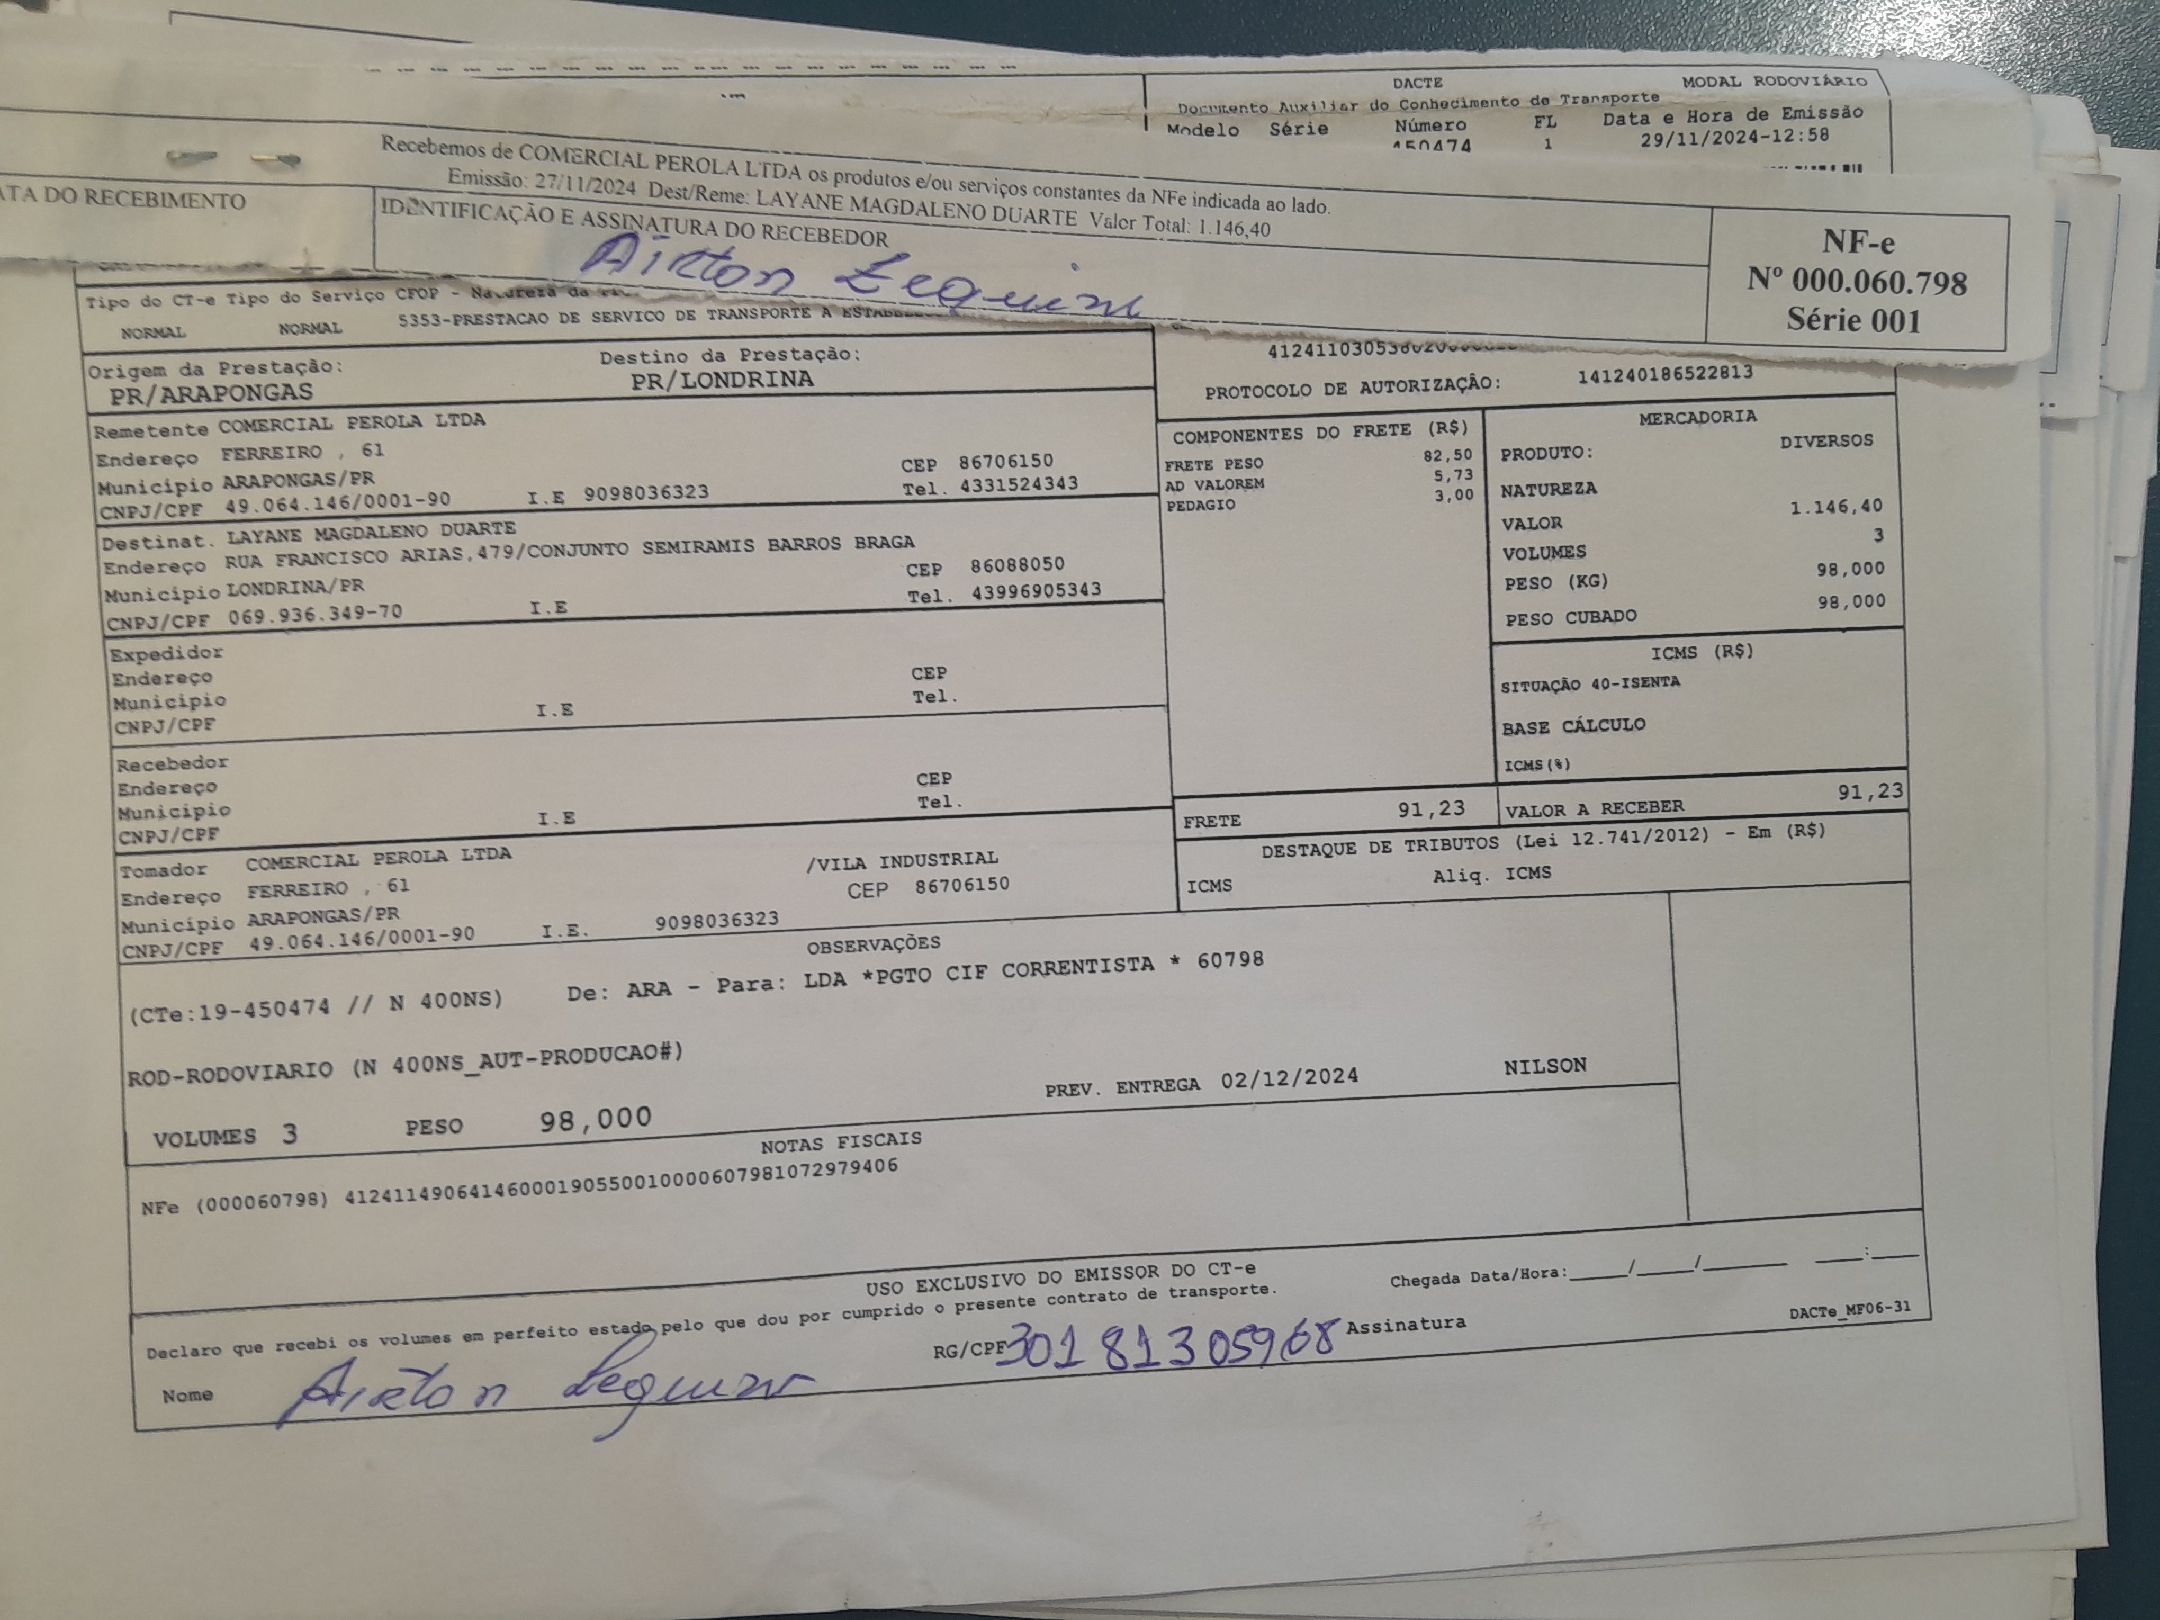 DACTE MODAL RODOVIÁRIO
Documento Auxiliar do Conhecimento de Transporte
Modelo Série Número FL Data e Hora de Emissão
450474 1 29/11/2024-12:58
Recebemos de COMERCIAL PEROLA LTDA os produtos e/ou serviços constantes da NFe indicada ao lado.
Emissão: 27/11/2024 Dest/Reme: LAYANE MAGDALENO DUARTE Valor Total: 1.146,40
ATA DO RECEBIMENTO
IDENTIFICAÇÃO E ASSINATURA DO RECEBEDOR
Airton Zequini
NF-e
Nº 000.060.798
Série 001
Tipo do CT-e Tipo do Serviço CFOP - Natureza da
NORMAL NORMAL 5353-PRESTACAO DE SERVICO DE TRANSPORTE A
Origem da Prestação: Destino da Prestação:
PR/ARAPONGAS PR/LONDRINA
PROTOCOLO DE AUTORIZAÇÃO: 141240186522813
Remetente COMERCIAL PEROLA LTDA
Endereço FERREIRO , 61
Município ARAPONGAS/PR CEP 86706150
CNPJ/CPF 49.064.146/0001-90 I.E 9098036323 Tel. 4331524343
Destinat. LAYANE MAGDALENO DUARTE
Endereço RUA FRANCISCO ARIAS,479/CONJUNTO SEMIRAMIS BARROS BRAGA
Município LONDRINA/PR CEP 86088050
CNPJ/CPF 069.936.349-70 I.E Tel. 43996905343
Expedidor
Endereço CEP
Município Tel.
CNPJ/CPF I.E
Recebedor
Endereço CEP
Município Tel.
CNPJ/CPF I.E
Tomador COMERCIAL PEROLA LTDA /VILA INDUSTRIAL
Endereço FERREIRO , 61 CEP 86706150
Município ARAPONGAS/PR
CNPJ/CPF 49.064.146/0001-90 I.E. 9098036323
COMPONENTES DO FRETE (R$)
FRETE PESO 82,50
AD VALOREM 5,73
PEDAGIO 3,00
MERCADORIA
PRODUTO: DIVERSOS
NATUREZA
VALOR 1.146,40
VOLUMES 3
PESO (KG) 98,000
PESO CUBADO 98,000
ICMS (R$)
SITUAÇÃO 40-ISENTA
BASE CÁLCULO
ICMS(%)
FRETE 91,23 VALOR A RECEBER 91,23
DESTAQUE DE TRIBUTOS (Lei 12.741/2012) - Em (R$)
ICMS Aliq. ICMS
OBSERVAÇÕES
(CTe:19-450474 // N 400NS) De: ARA - Para: LDA *PGTO CIF CORRENTISTA * 60798
ROD-RODOVIARIO (N 400NS_AUT-PRODUCAO#)
PREV. ENTREGA 02/12/2024 NILSON
VOLUMES 3 PESO 98,000
NOTAS FISCAIS
NFe (000060798) 41241149064146000190550010000607981072979406
USO EXCLUSIVO DO EMISSOR DO CT-e
Declaro que recebi os volumes em perfeito estado pelo que dou por cumprido o presente contrato de transporte.
Chegada Data/Hora:_____/_____/_______ ____:____
Nome Airton Zequini RG/CPF 30181305968 Assinatura
DACTe_MF06-31